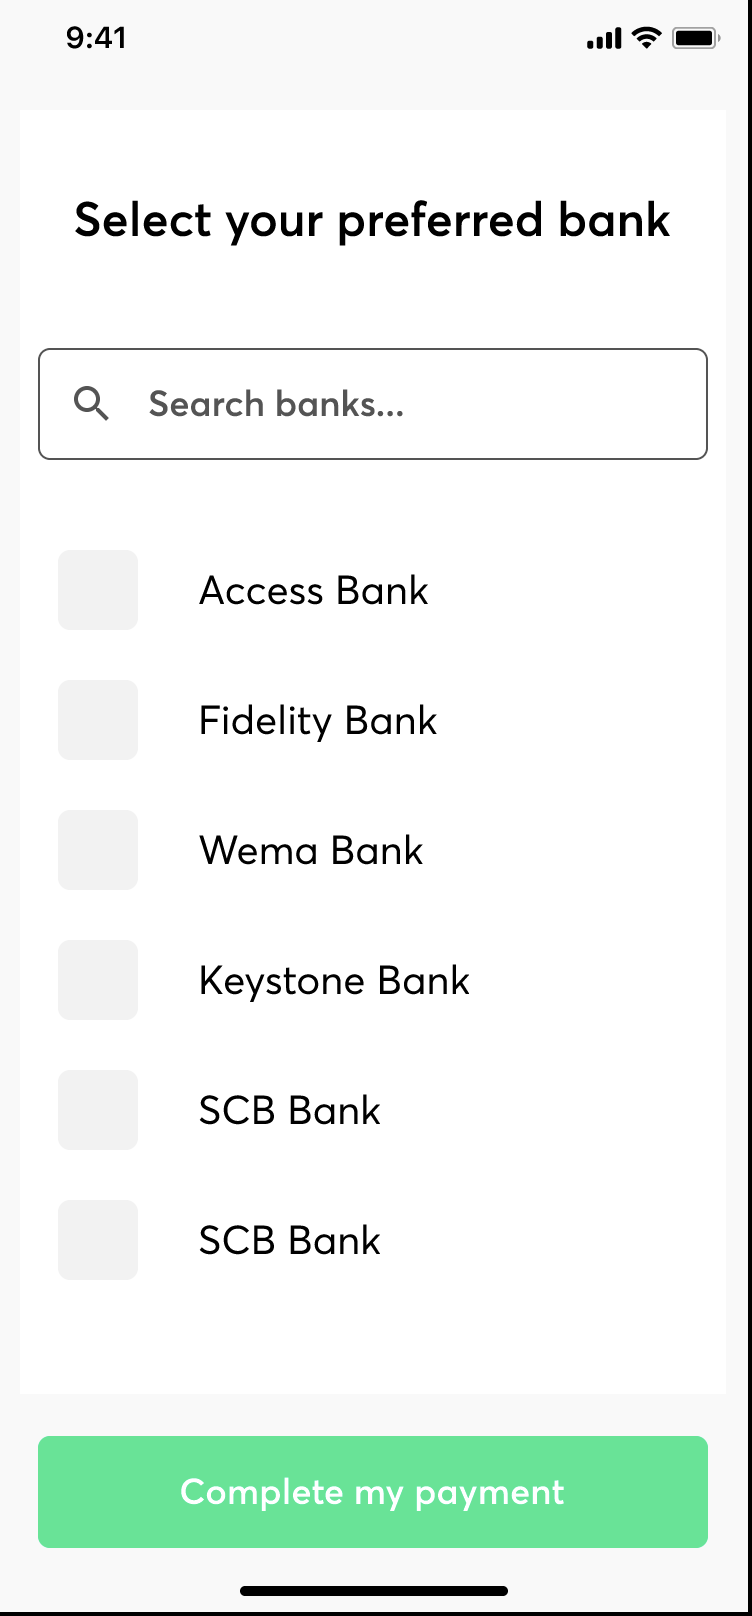 9:41
Select your preferred bank
Search banks...
Access Bank
Fidelity Bank
Wema Bank
Keystone Bank
SCB Bank
SCB Bank
Complete my payment